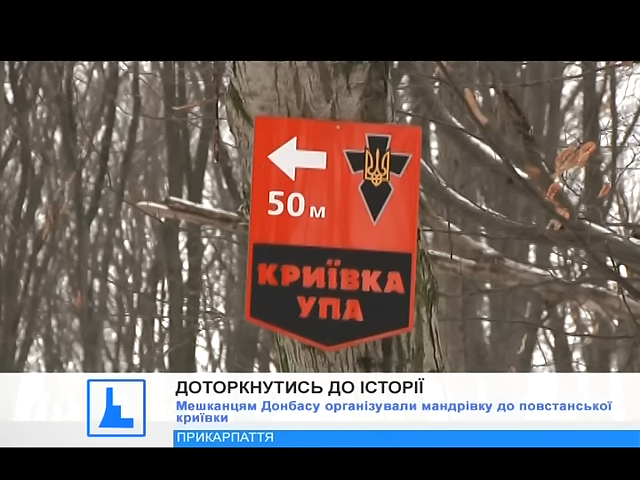 50 м
КРИЇВКА
УПА
ДОТОРКНУТИСЬ ДО ІСТОРІЇ
Мешканцям Донбасу організували мандрівку до повстанської
криївки
ПРИКАРПАТТЯ